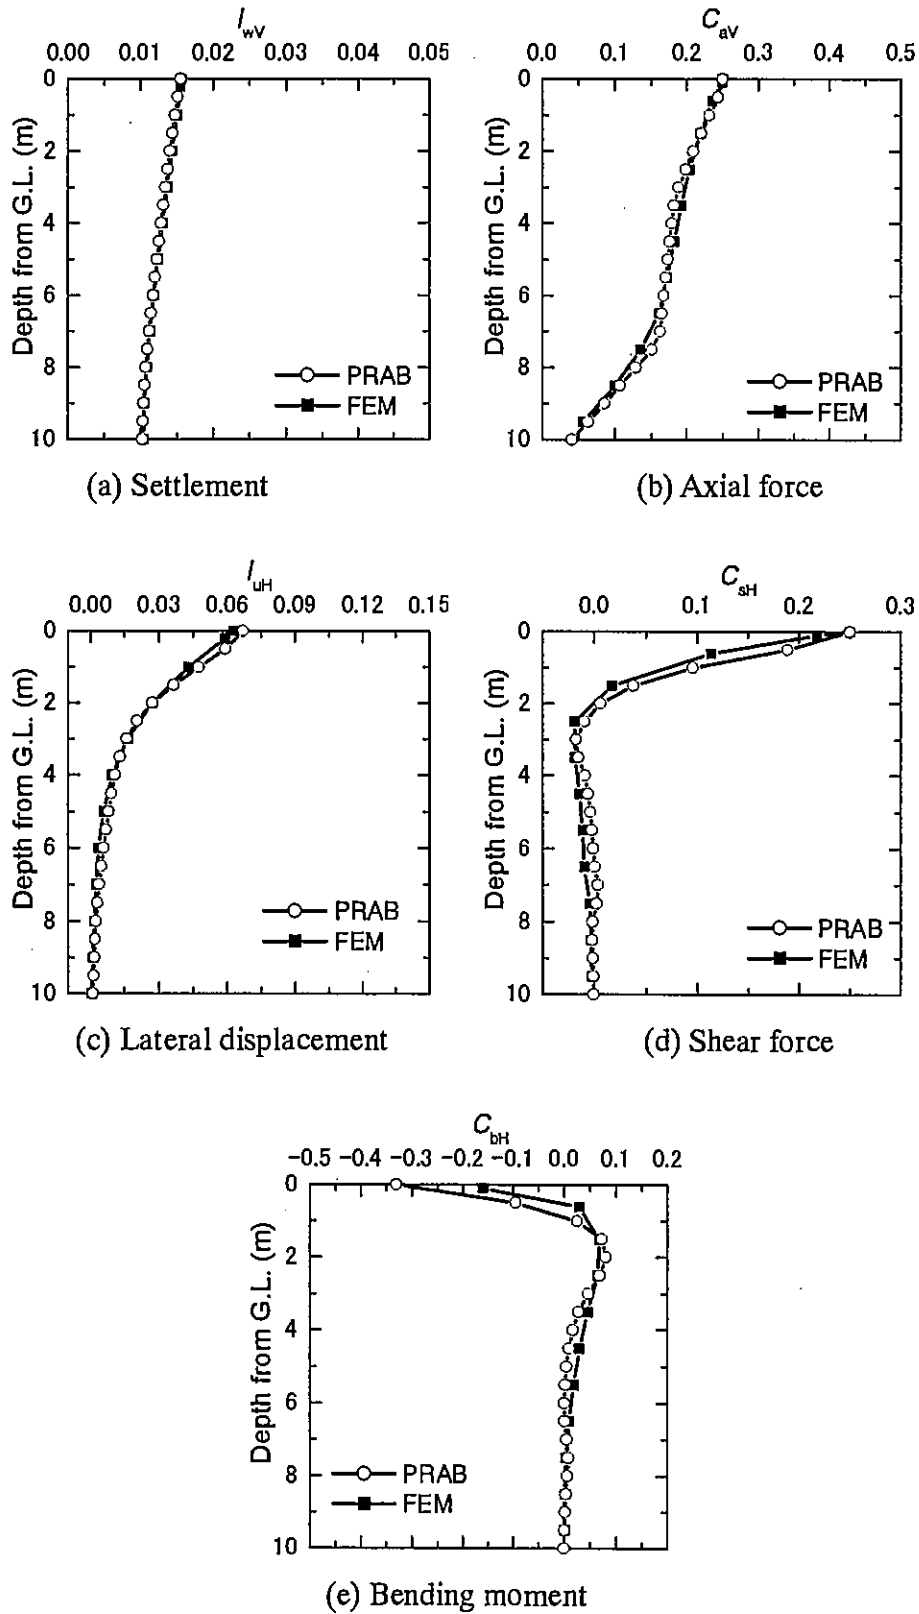 I_wV
0.00 0.01 0.02 0.03 0.04 0.05
Depth from G.L. (m)
0
2
4
6
8
10
PRAB
FEM
(a) Settlement
C_aV
0.0 0.1 0.2 0.3 0.4 0.5
Depth from G.L. (m)
0
2
4
6
8
10
PRAB
FEM
(b) Axial force
I_uH
0.00 0.03 0.06 0.09 0.12 0.15
Depth from G.L. (m)
0
2
4
6
8
10
PRAB
FEM
(c) Lateral displacement
C_sH
0.0 0.1 0.2 0.3
Depth from G.L. (m)
0
2
4
6
8
10
PRAB
FEM
(d) Shear force
C_bH
-0.5 -0.4 -0.3 -0.2 -0.1 0.0 0.1 0.2
Depth from G.L. (m)
0
2
4
6
8
10
PRAB
FEM
(e) Bending moment